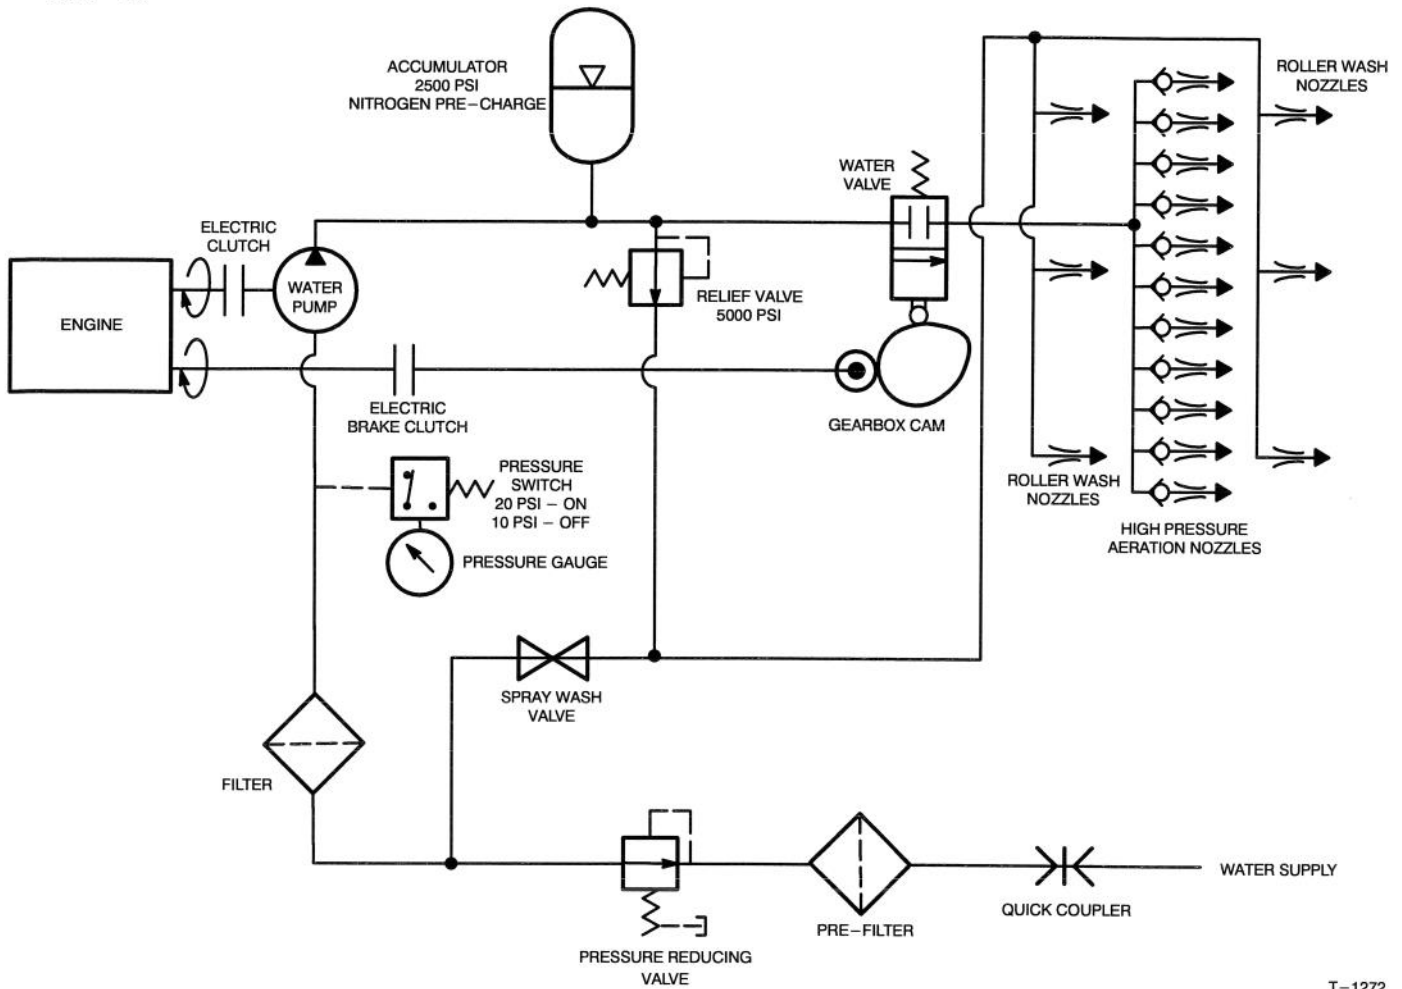 ACCUMULATOR
2500 PSI
NITROGEN PRE-CHARGE
ROLLER WASH
NOZZLES
WATER
VALVE
ELECTRIC
CLUTCH
WATER
PUMP
ENGINE
RELIEF VALVE
5000 PSI
ELECTRIC
BRAKE CLUTCH
GEARBOX CAM
PRESSURE
SWITCH
20 PSI - ON
10 PSI - OFF
PRESSURE GAUGE
ROLLER WASH
NOZZLES
HIGH PRESSURE
AERATION NOZZLES
SPRAY WASH
VALVE
FILTER
WATER SUPPLY
QUICK COUPLER
PRE-FILTER
PRESSURE REDUCING
VALVE
T-1272